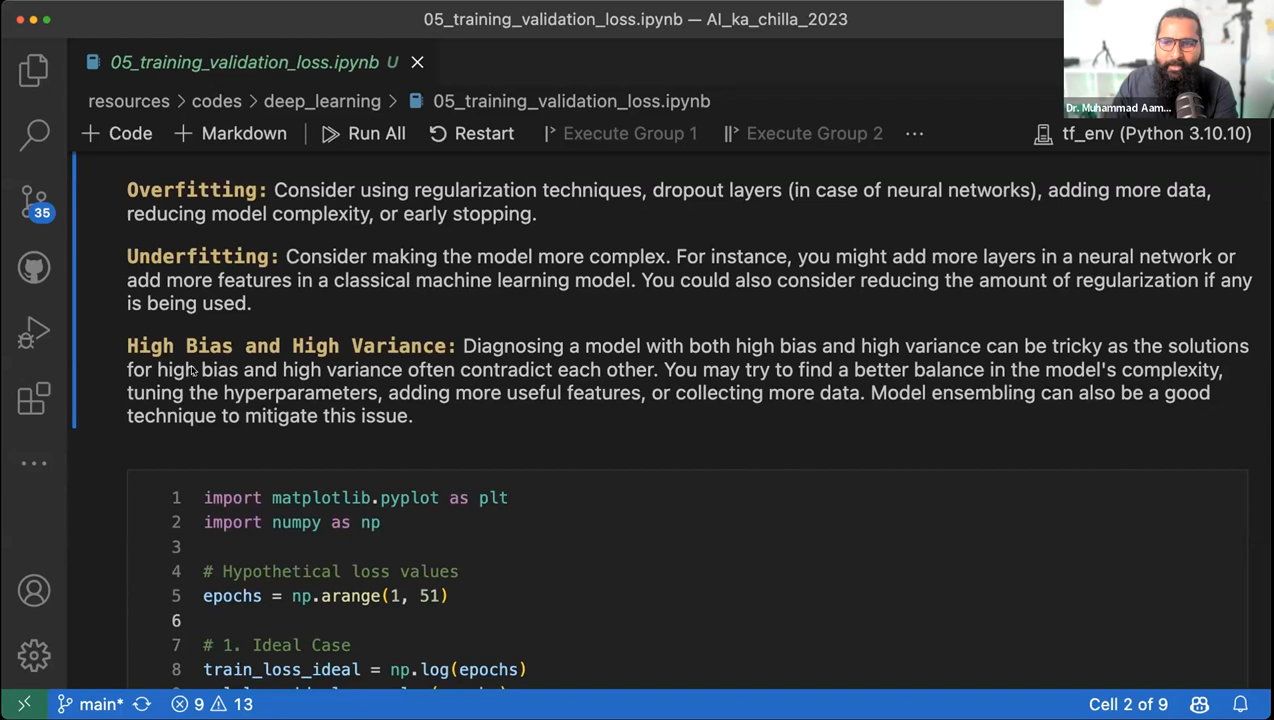 05_training_validation_loss.ipynb — AI_ka_chilla_2023
05_training_validation_loss.ipynb U
resources > codes > deep_learning > 05_training_validation_loss.ipynb
Dr. Muhammad Aam...
+ Code + Markdown Run All Restart Execute Group 1 Execute Group 2 ... tf_env (Python 3.10.10)
35
Overfitting: Consider using regularization techniques, dropout layers (in case of neural networks), adding more data,
reducing model complexity, or early stopping.
Underfitting: Consider making the model more complex. For instance, you might add more layers in a neural network or
add more features in a classical machine learning model. You could also consider reducing the amount of regularization if any
is being used.
High Bias and High Variance: Diagnosing a model with both high bias and high variance can be tricky as the solutions
for high bias and high variance often contradict each other. You may try to find a better balance in the model's complexity,
tuning the hyperparameters, adding more useful features, or collecting more data. Model ensembling can also be a good
technique to mitigate this issue.
1 import matplotlib.pyplot as plt
2 import numpy as np
3
4 # Hypothetical loss values
5 epochs = np.arange(1, 51)
6
7 # 1. Ideal Case
8 train_loss_ideal = np.log(epochs)
main* 9 13 Cell 2 of 9